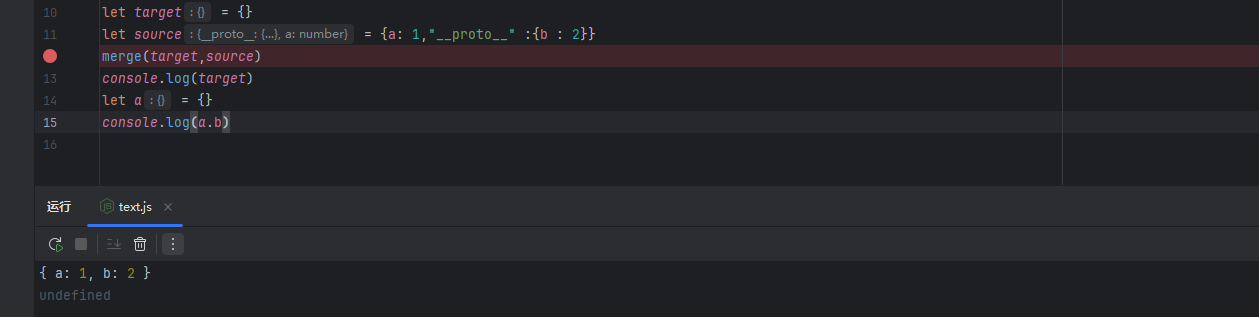 10 let target : {} = {}
11 let source : {__proto__: {...}, a: number} = {a: 1,"__proto__" :{b : 2}}
merge(target,source)
13 console.log(target)
14 let a : {} = {}
15 console.log(a.b)
16
运行 text.js ×
{ a: 1, b: 2 }
undefined